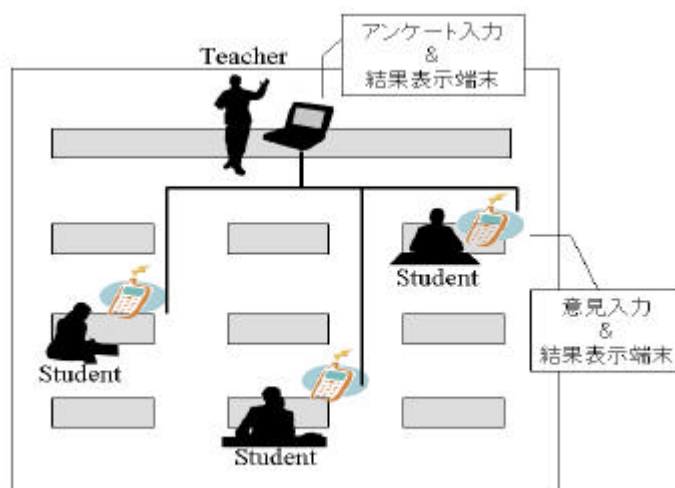 アンケート入力
&
結果表示端末
Teacher
Student
意見入力
&
結果表示端末
Student
Student